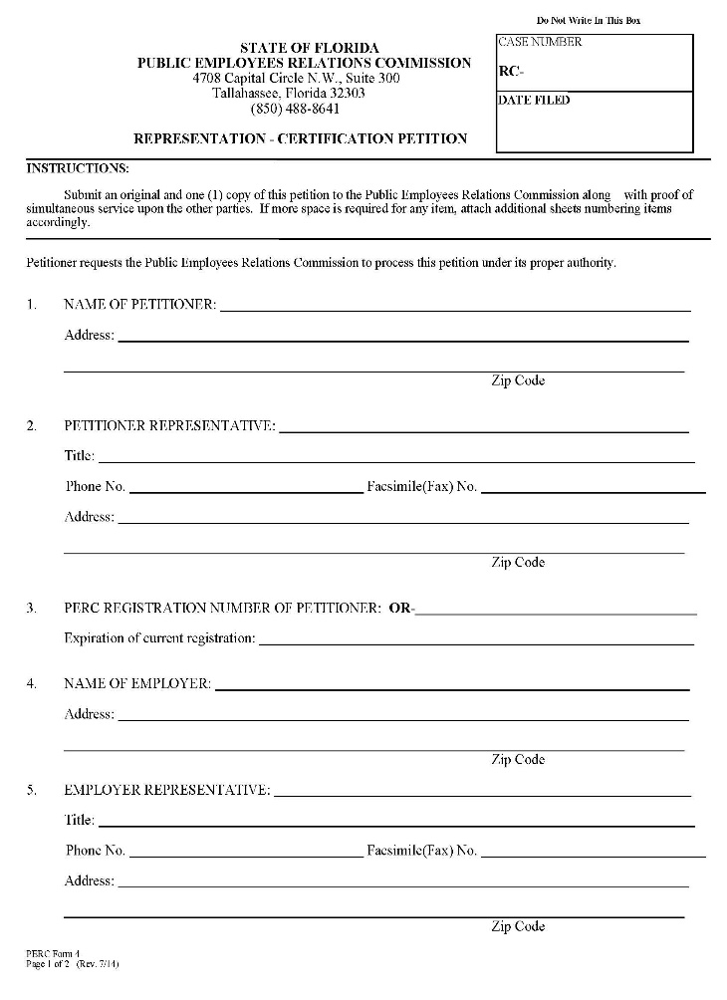 Do Not Write In This Box
STATE OF FLORIDA
PUBLIC EMPLOYEES RELATIONS COMMISSION
4708 Capital Circle N.W., Suite 300
Tallahassee, Florida 32303
(850) 488-8641
REPRESENTATION - CERTIFICATION PETITION
CASE NUMBER
RC-
DATE FILED
INSTRUCTIONS:
Submit an original and one (1) copy of this petition to the Public Employees Relations Commission along with proof of
simultaneous service upon the other parties. If more space is required for any item, attach additional sheets numbering items
accordingly.
Petitioner requests the Public Employees Relations Commission to process this petition under its proper authority.
1. NAME OF PETITIONER:
Address:
Zip Code
2. PETITIONER REPRESENTATIVE:
Title:
Phone No. Facsimile(Fax) No.
Address:
Zip Code
3. PERC REGISTRATION NUMBER OF PETITIONER: OR-
Expiration of current registration:
4. NAME OF EMPLOYER:
Address:
Zip Code
5. EMPLOYER REPRESENTATIVE:
Title:
Phone No. Facsimile(Fax) No.
Address:
Zip Code
PERC Form 4
Page 1 of 2 (Rev. 7/14)